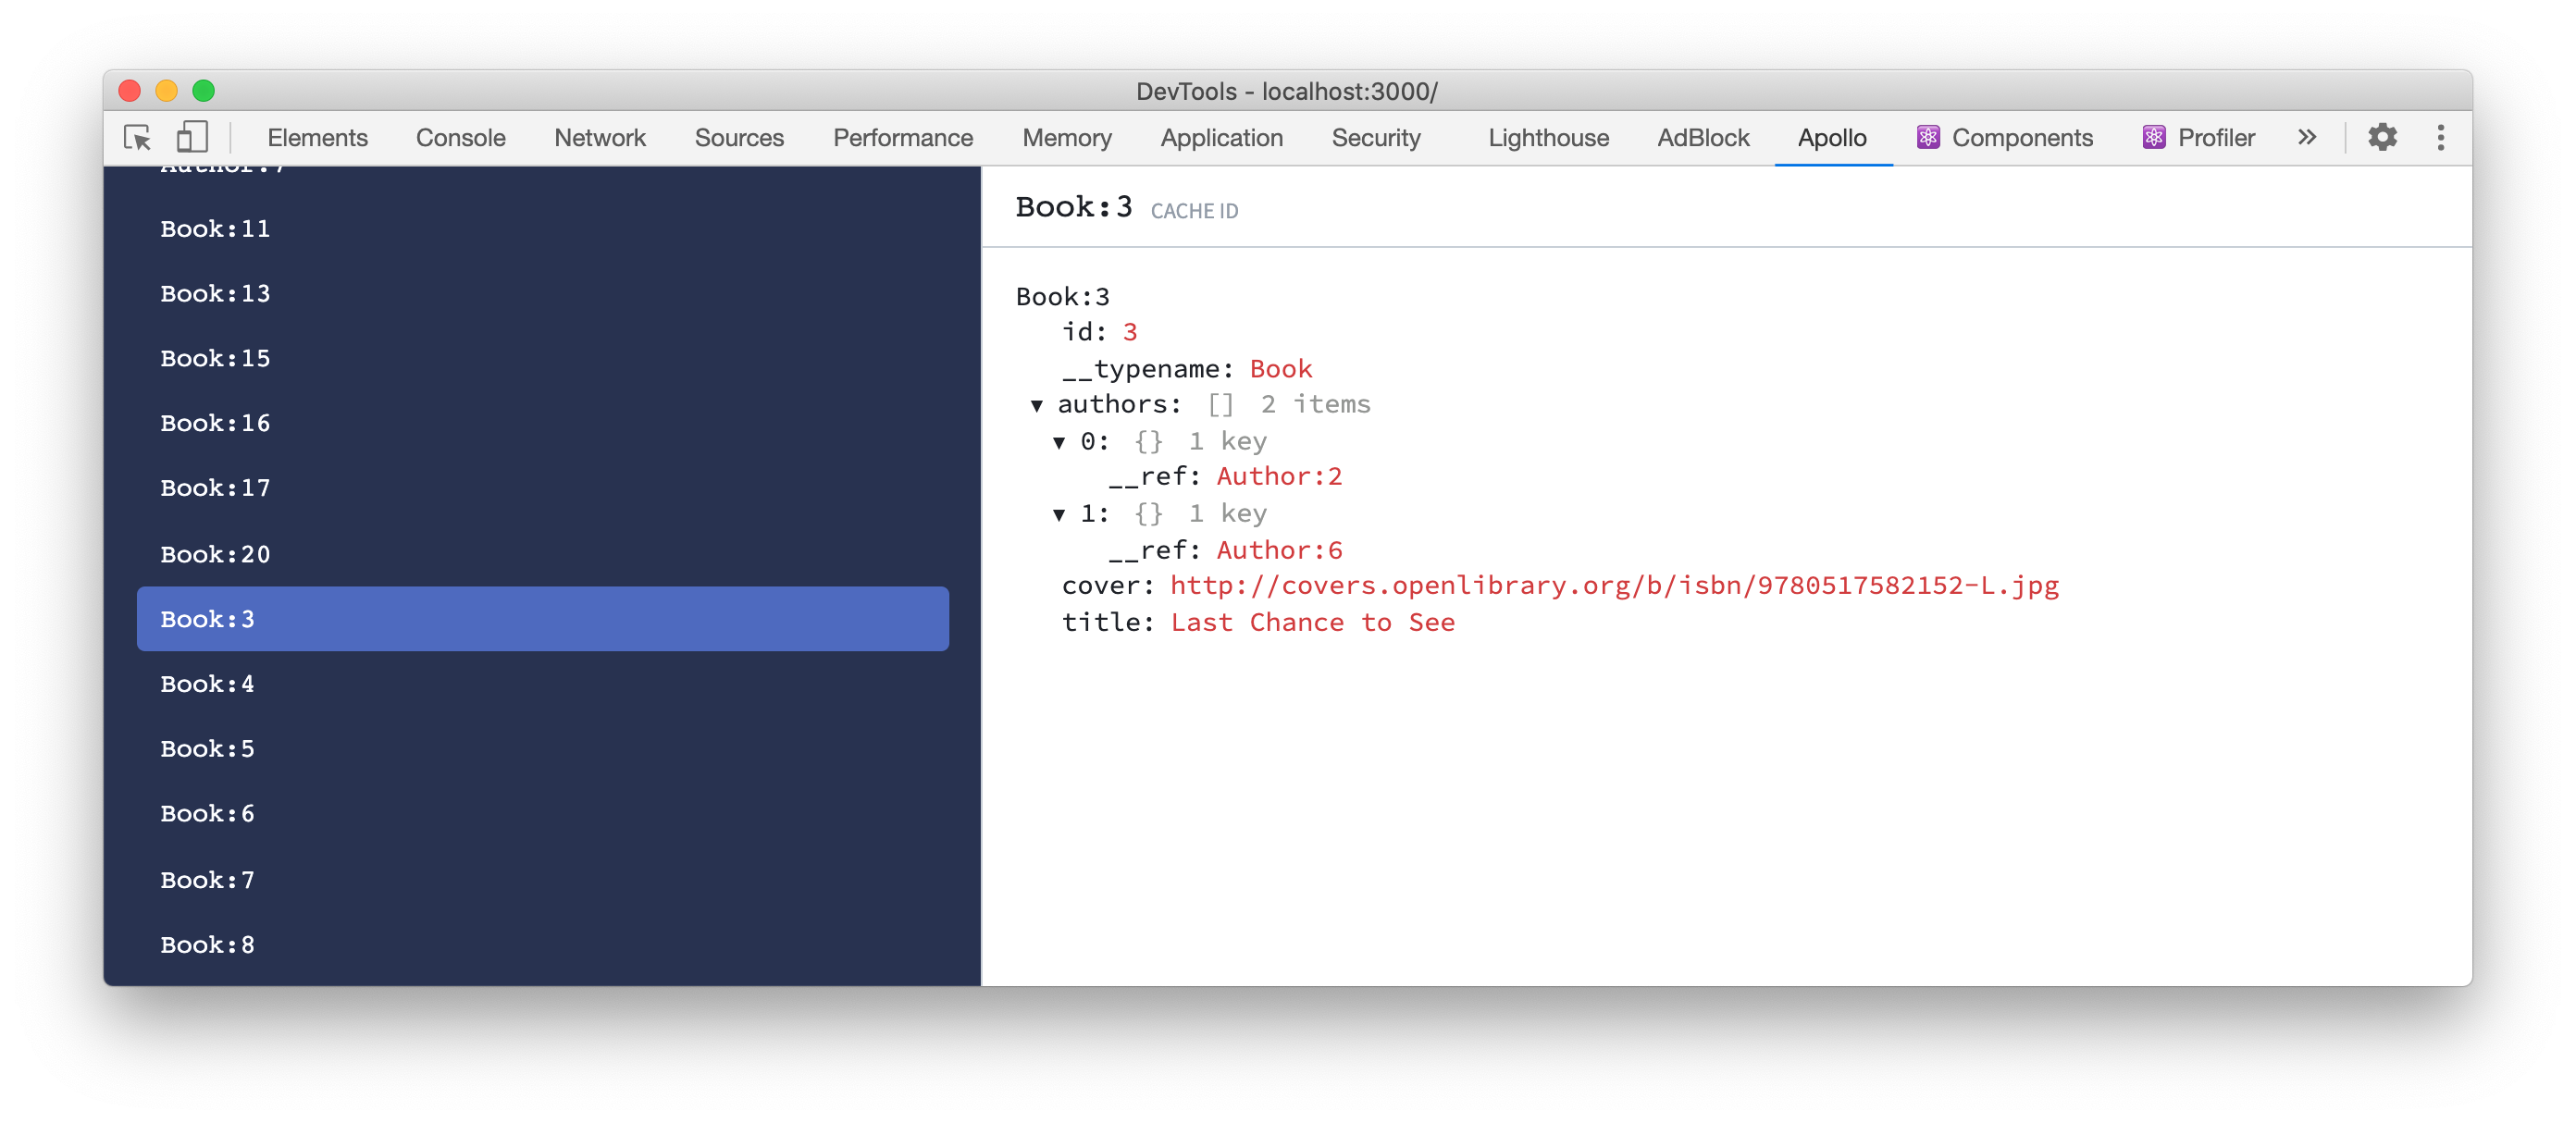 DevTools - localhost:3000/
Elements Console Network Sources Performance Memory Application Security Lighthouse AdBlock Apollo Components Profiler »
Author:7
Book:11
Book:13
Book:15
Book:16
Book:17
Book:20
Book:3
Book:4
Book:5
Book:6
Book:7
Book:8
Book:3 CACHE ID
Book:3
id: 3
__typename: Book
▼ authors: [] 2 items
▼ 0: {} 1 key
__ref: Author:2
▼ 1: {} 1 key
__ref: Author:6
cover: http://covers.openlibrary.org/b/isbn/9780517582152-L.jpg
title: Last Chance to See